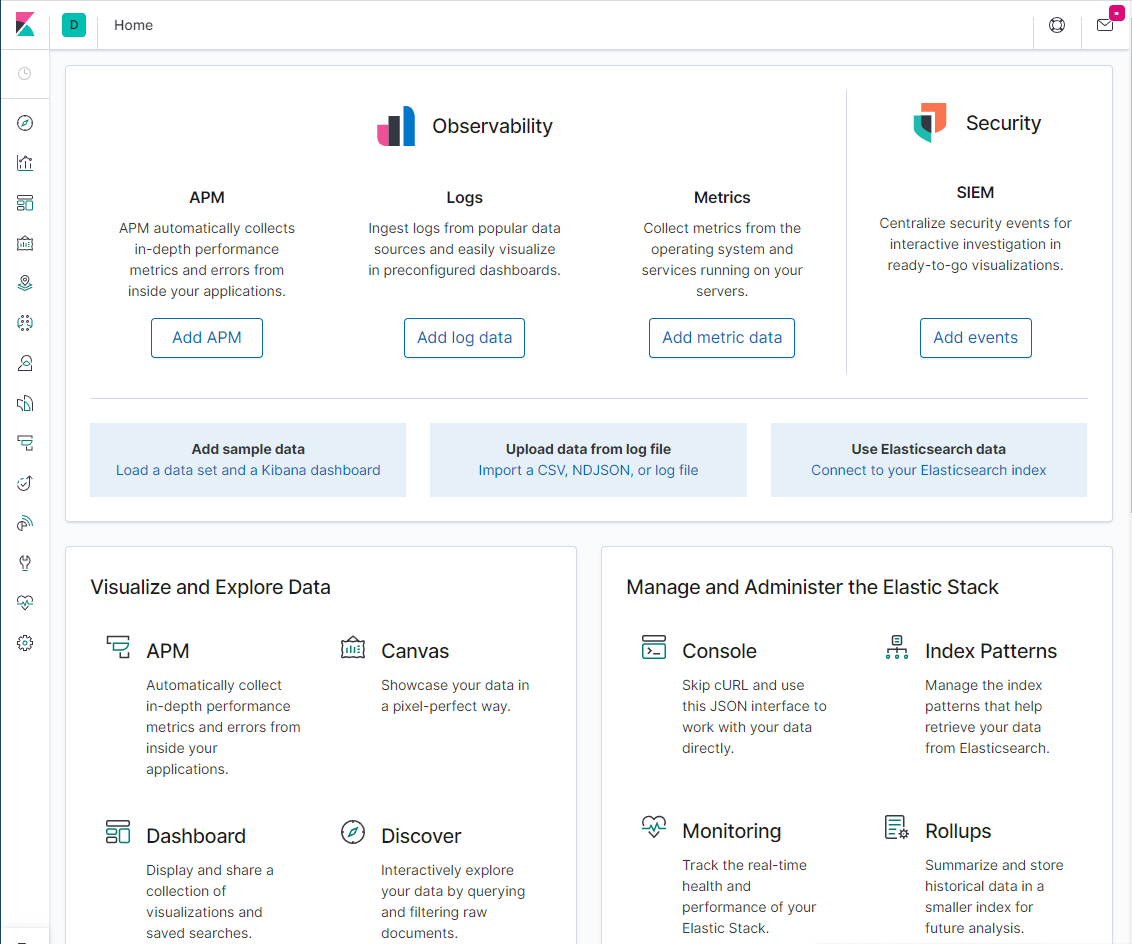 D
Home
Observability
Security
APM
APM automatically collects
in-depth performance
metrics and errors from
inside your applications.
Add APM
Logs
Ingest logs from popular data
sources and easily visualize
in preconfigured dashboards.
Add log data
Metrics
Collect metrics from the
operating system and
services running on your
servers.
Add metric data
SIEM
Centralize security events for
interactive investigation in
ready-to-go visualizations.
Add events
Add sample data
Load a data set and a Kibana dashboard
Upload data from log file
Import a CSV, NDJSON, or log file
Use Elasticsearch data
Connect to your Elasticsearch index
Visualize and Explore Data
APM
Automatically collect
in-depth performance
metrics and errors from
inside your
applications.
Canvas
Showcase your data in
a pixel-perfect way.
Dashboard
Display and share a
collection of
visualizations and
saved searches.
Discover
Interactively explore
your data by querying
and filtering raw
documents.
Manage and Administer the Elastic Stack
Console
Skip cURL and use
this JSON interface to
work with your data
directly.
Index Patterns
Manage the index
patterns that help
retrieve your data
from Elasticsearch.
Monitoring
Track the real-time
health and
performance of your
Elastic Stack.
Rollups
Summarize and store
historical data in a
smaller index for
future analysis.